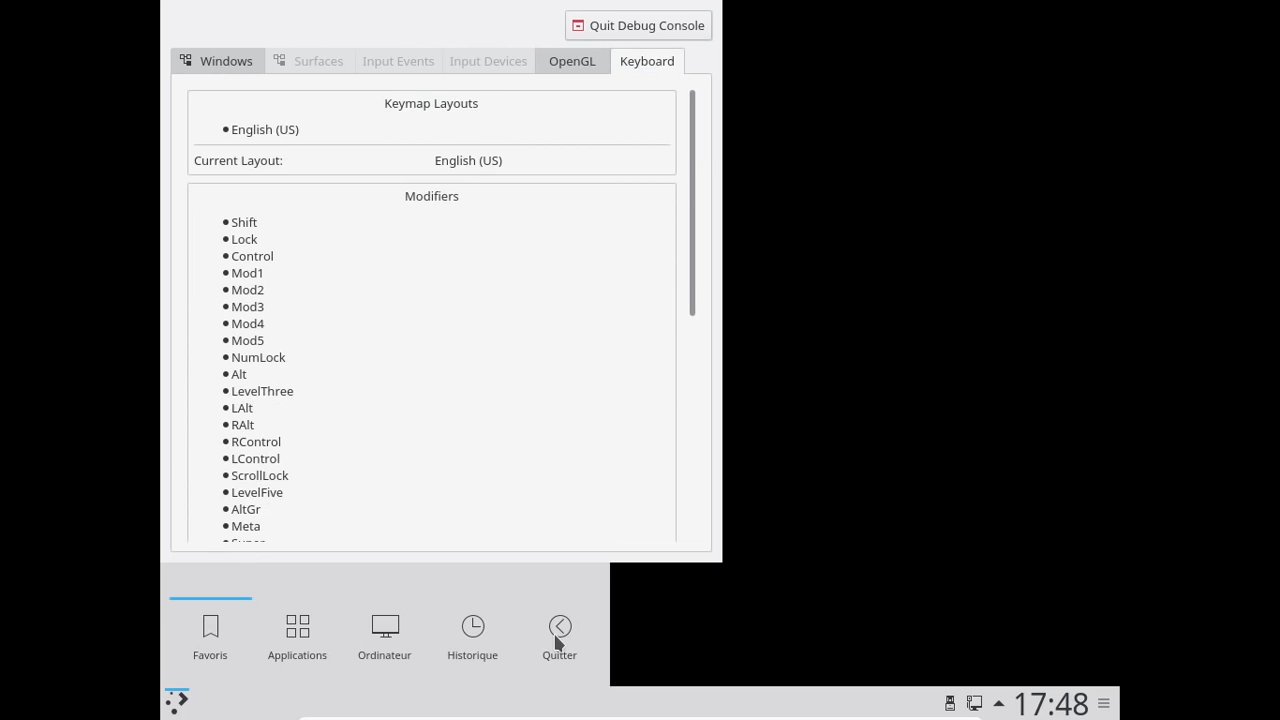 Quit Debug Console
Windows
Surfaces
Input Events
Input Devices
OpenGL
Keyboard
Keymap Layouts
English (US)
Current Layout: English (US)
Modifiers
Shift
Lock
Control
Mod1
Mod2
Mod3
Mod4
Mod5
NumLock
Alt
LevelThree
LAlt
RAlt
RControl
LControl
ScrollLock
LevelFive
AltGr
Meta
Favoris
Applications
Ordinateur
Historique
Quitter
17:48